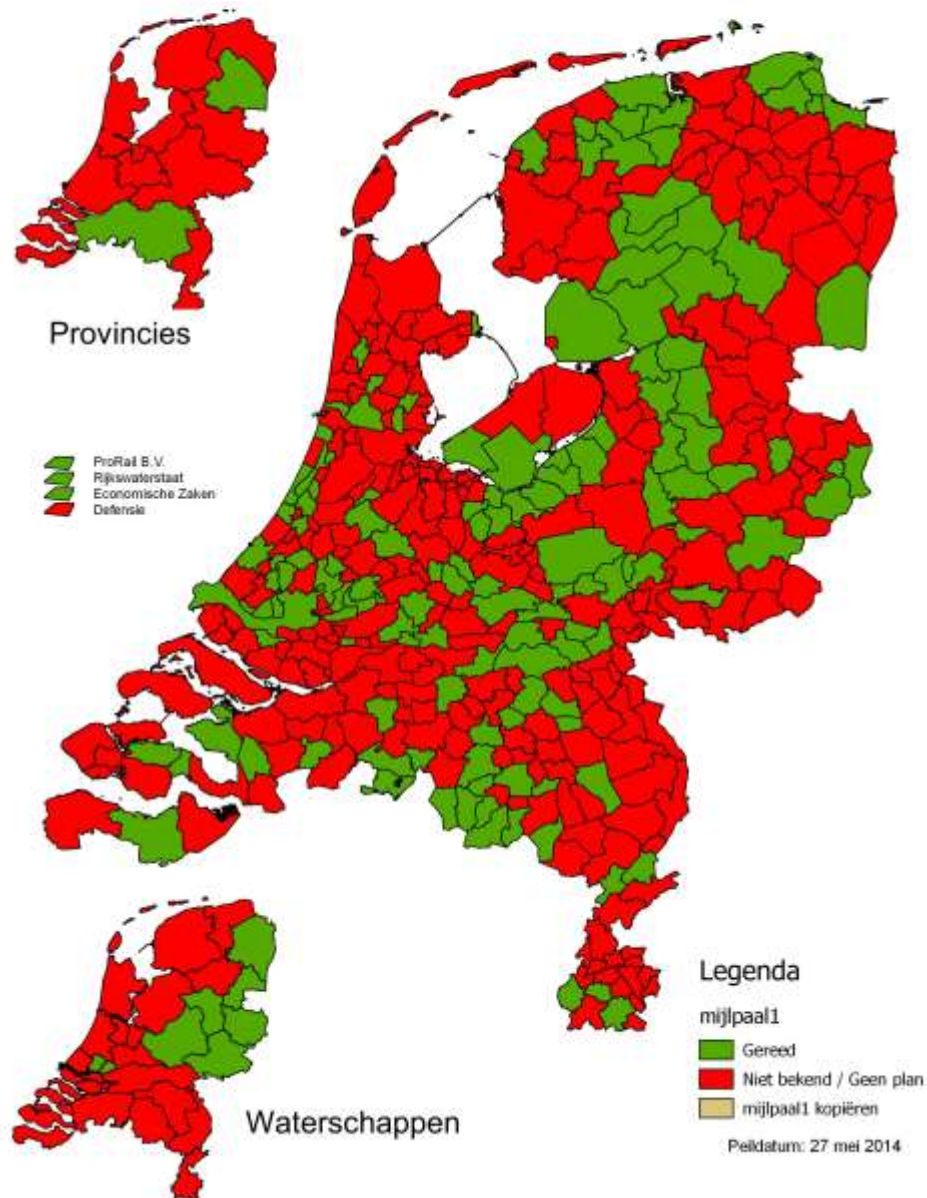 Provincies
ProRail B.V.
Rijkswaterstaat
Economische Zaken
Defensie
Legenda
mijlpaal1
Gereed
Niet bekend / Geen plan
mijlpaal1 kopiëren
Peildatum: 27 mei 2014
Waterschappen